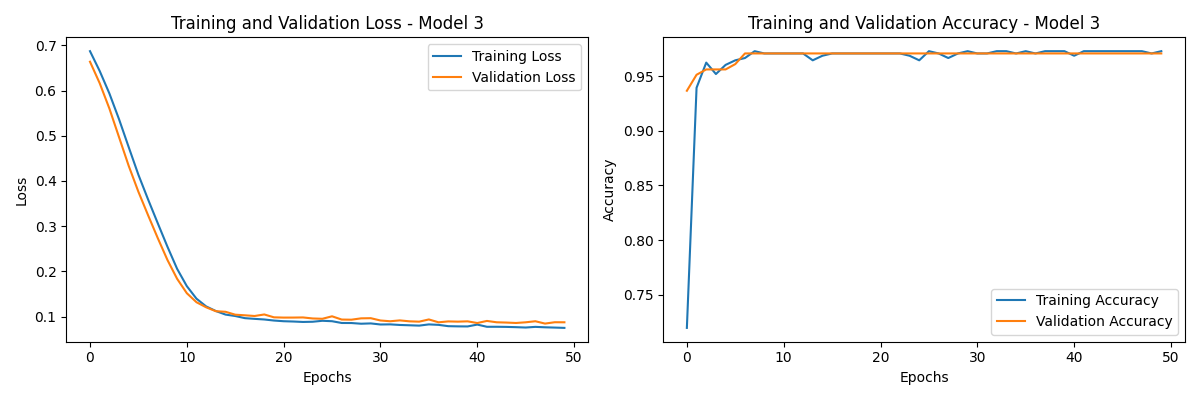 Training and Validation Loss - Model 3
0.7
0.6
0.5
0.4
0.3
0.2
0.1
Loss
0
10
20
30
40
50
Epochs
Training Loss
Validation Loss
Training and Validation Accuracy - Model 3
0.95
0.90
0.85
0.80
0.75
Accuracy
0
10
20
30
40
50
Epochs
Training Accuracy
Validation Accuracy